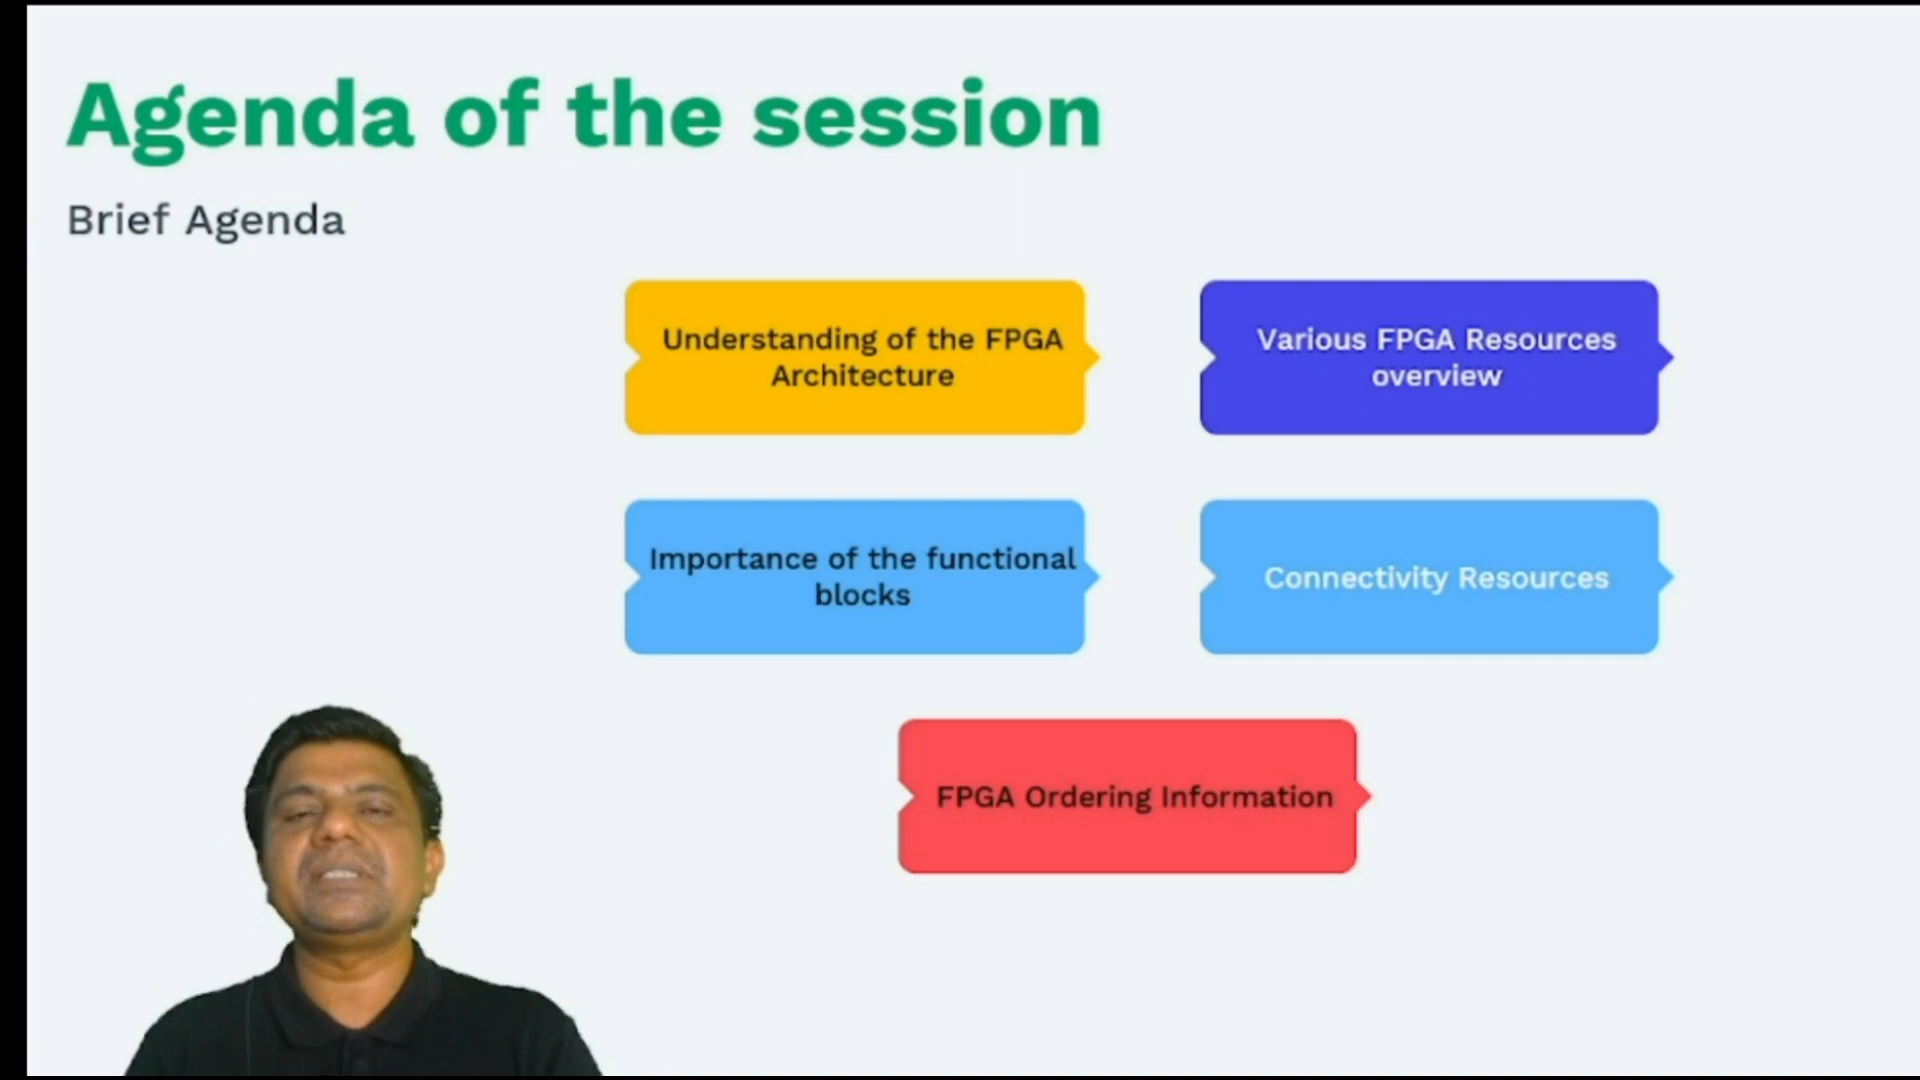 Agenda of the session
Brief Agenda
Understanding of the FPGA
Architecture
Various FPGA Resources
overview
Importance of the functional
blocks
Connectivity Resources
FPGA Ordering Information